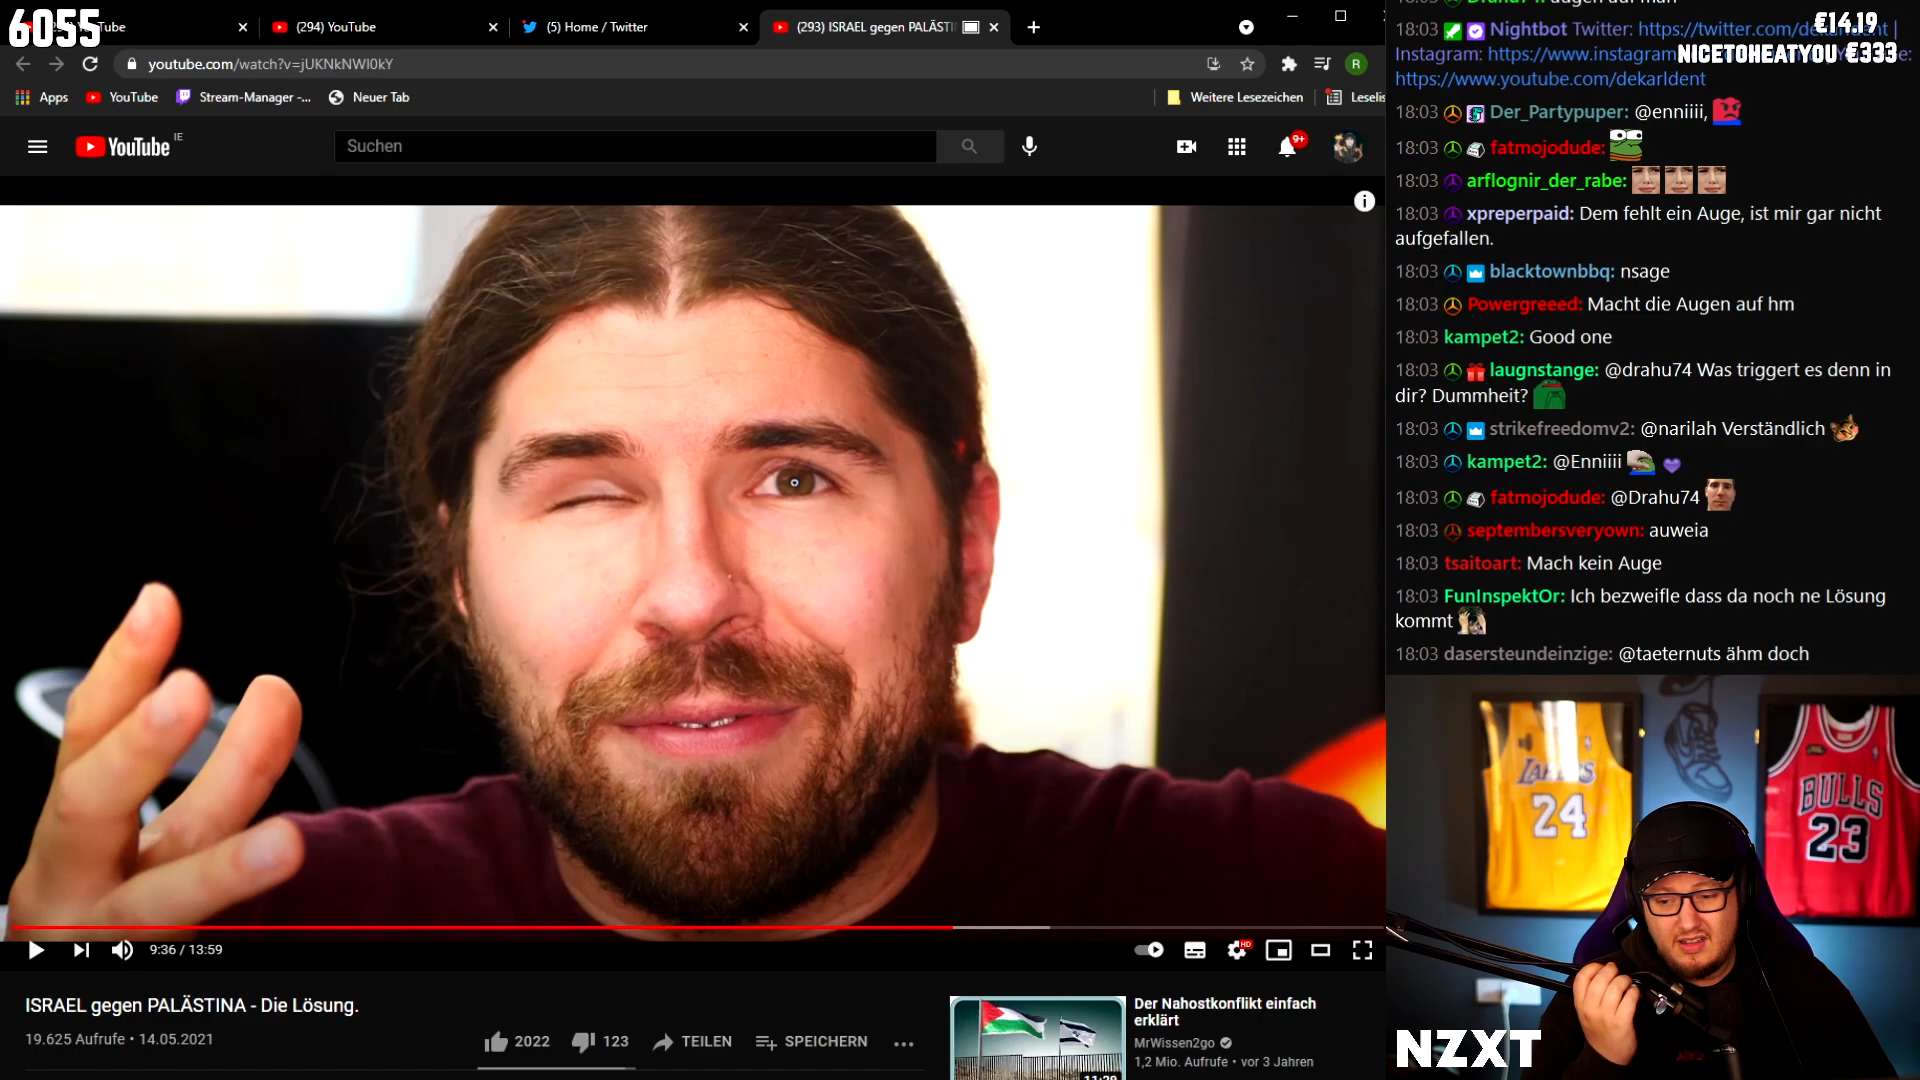 6055
YouTube
(294) YouTube
(5) Home / Twitter
(293) ISRAEL gegen PALÄSTI
youtube.com/watch?v=jUKNkNWI0kY
R
Apps
YouTube
Stream-Manager -...
Neuer Tab
Weitere Lesezeichen
Leselis
YouTube IE
Suchen
9+
9:36 / 13:59
HD
ISRAEL gegen PALÄSTINA - Die Lösung.
19.625 Aufrufe • 14.05.2021
2022
123
TEILEN
SPEICHERN
Der Nahostkonflikt einfach
erklärt
MrWissen2go
1,2 Mio. Aufrufe • vor 3 Jahren
€14.19
NICETOHEATYOU €333
18:03 Nightbot Twitter: https://twitter.com/dekarldent |
Instagram: https://www.instagram
https://www.youtube.com/dekarldent
18:03 Der_Partypuper: @enniiii,
18:03 fatmojodude:
18:03 arflognir_der_rabe:
18:03 xpreperpaid: Dem fehlt ein Auge, ist mir gar nicht
aufgefallen.
18:03 blacktownbbq: nsage
18:03 Powergreeed: Macht die Augen auf hm
18:03 kampet2: Good one
18:03 laugnstange: @drahu74 Was triggert es denn in
dir? Dummheit?
18:03 strikefreedomv2: @narilah Verständlich
18:03 kampet2: @Enniiii
18:03 fatmojodude: @Drahu74
18:03 septembersveryown: auweia
18:03 tsaitoart: Mach kein Auge
18:03 FunInspektOr: Ich bezweifle dass da noch ne Lösung
kommt
18:03 dasersteundeinzige: @taeternuts ähm doch
LAKERS
24
BULLS
23
NZXT